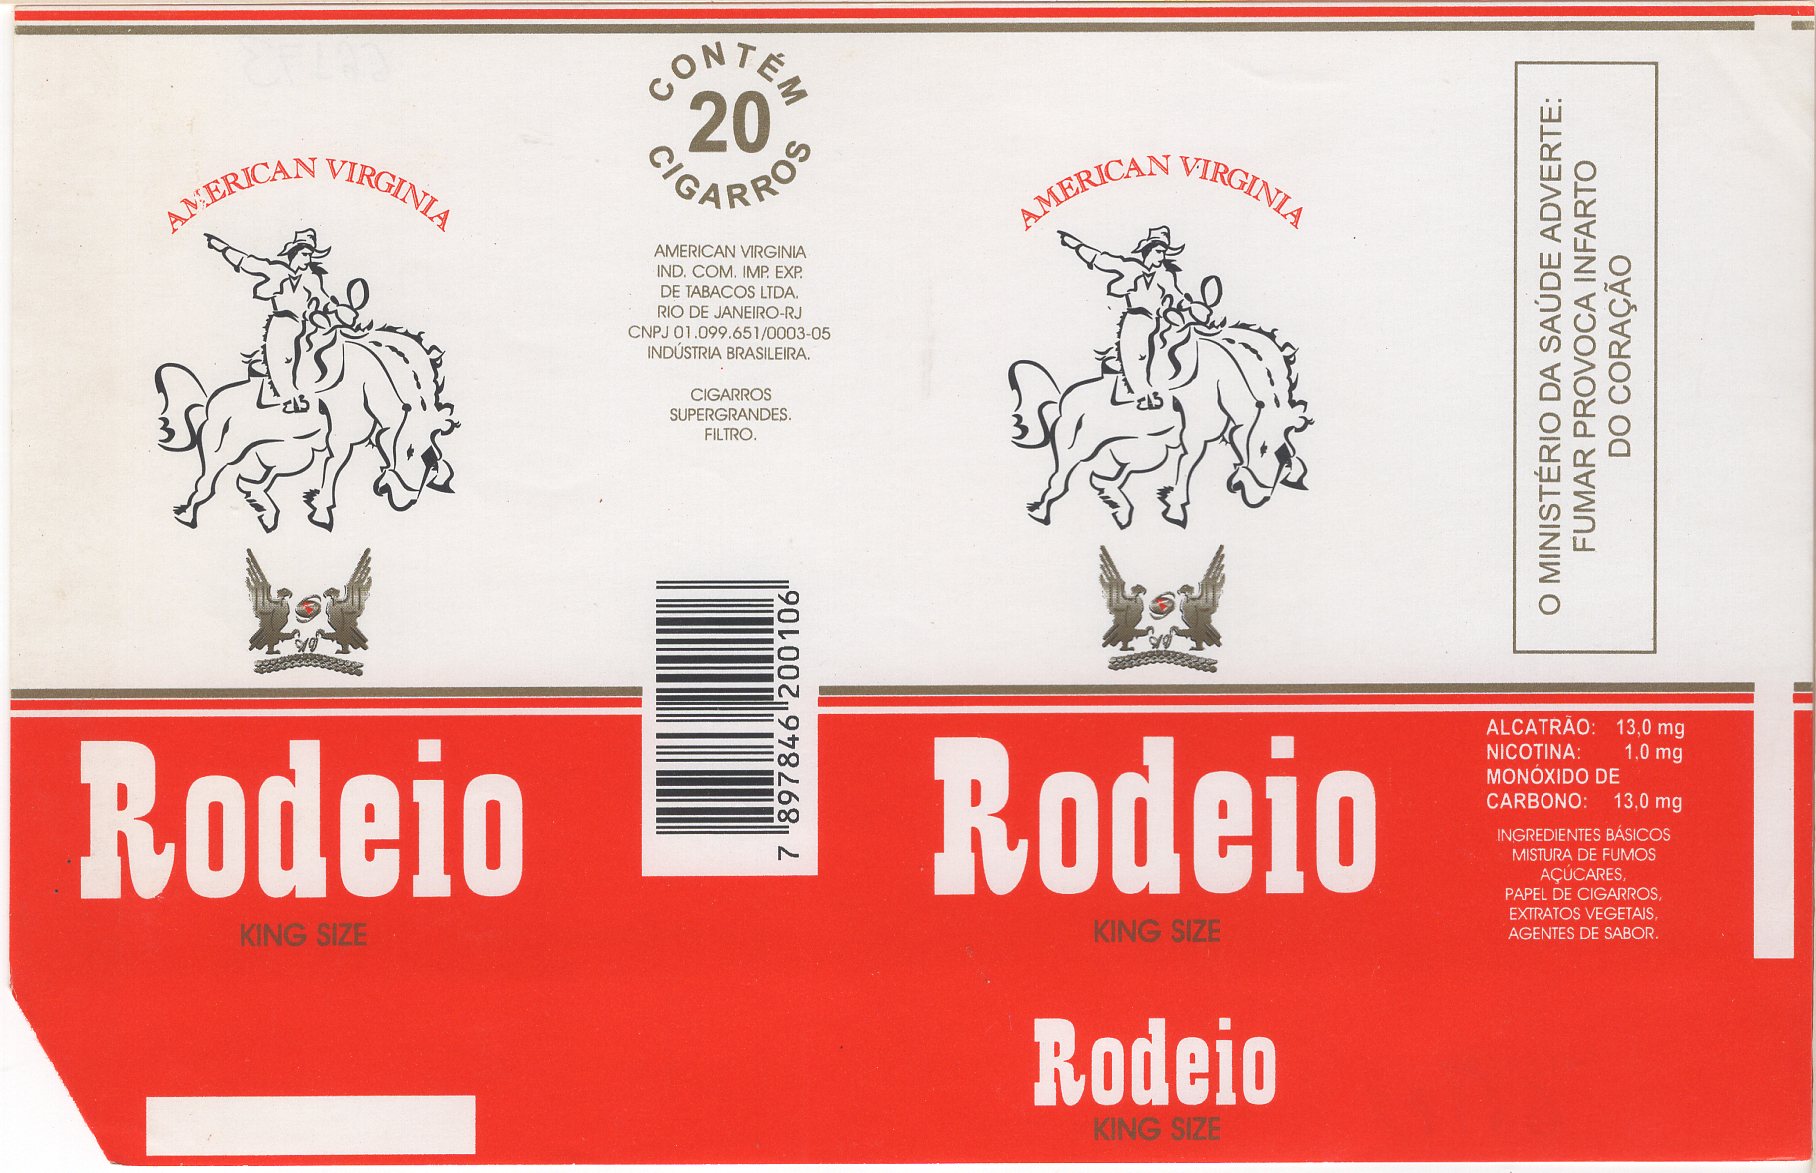 AMERICAN VIRGINIA
Rodeio
KING SIZE
CONTÉM
20
CIGARROS
AMERICAN VIRGINIA
IND. COM. IMP. EXP.
DE TABACOS LTDA.
RIO DE JANEIRO-RJ
CNPJ 01.099.651/0003-05
INDÚSTRIA BRASILEIRA.
CIGARROS
SUPERGRANDES.
FILTRO.
7 897846 200106
AMERICAN VIRGINIA
Rodeio
KING SIZE
Rodeio
KING SIZE
O MINISTÉRIO DA SAÚDE ADVERTE:
FUMAR PROVOCA INFARTO
DO CORAÇÃO
ALCATRÃO: 13,0 mg
NICOTINA: 1,0 mg
MONÓXIDO DE
CARBONO: 13,0 mg
INGREDIENTES BÁSICOS
MISTURA DE FUMOS
AÇÚCARES,
PAPEL DE CIGARROS,
EXTRATOS VEGETAIS,
AGENTES DE SABOR.